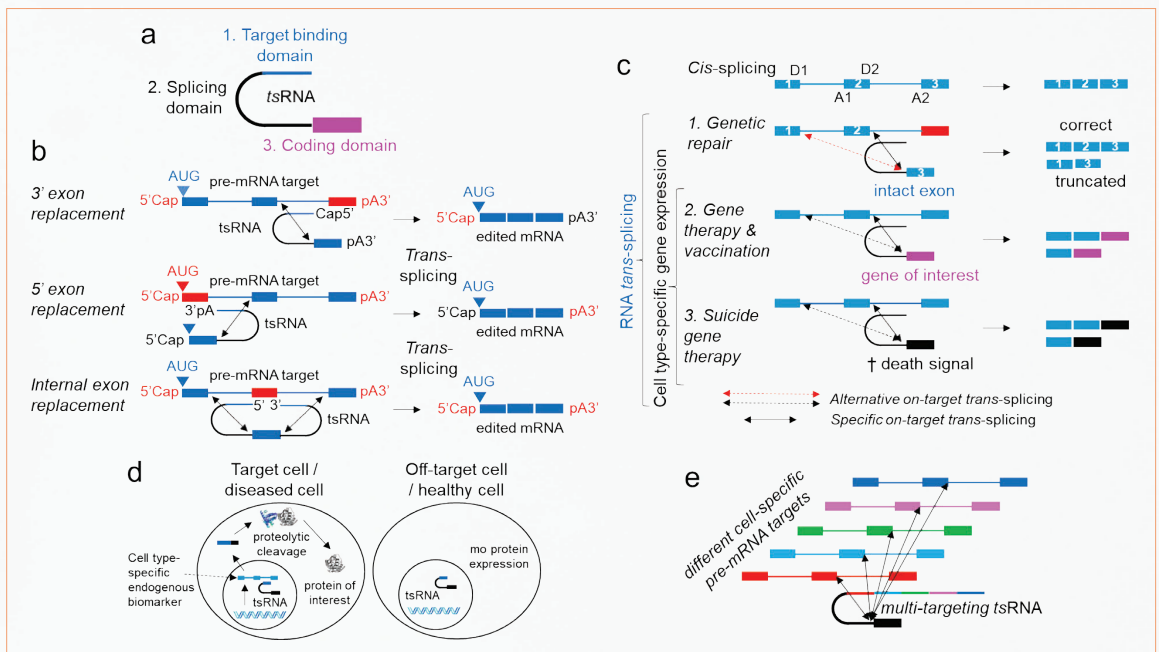 a
1. Target binding
domain
2. Splicing
domain
tsRNA
3. Coding domain
b
3' exon
replacement
AUG
pre-mRNA target
5'Cap
pA3'
Cap5'
tsRNA
pA3'
AUG
5'Cap
pA3'
edited mRNA
Trans-
splicing
5' exon
replacement
AUG
pre-mRNA target
5'Cap
pA3'
3'pA
tsRNA
5'Cap
AUG
5'Cap
pA3'
edited mRNA
Trans-
splicing
Internal exon
replacement
AUG
pre-mRNA target
5'Cap
pA3'
5' 3'
tsRNA
AUG
5'Cap
pA3'
edited mRNA
c
Cis-splicing
D1
D2
1
2
3
A1
A2
1 2 3
RNA tans-splicing
Cell type-specific gene expression
1. Genetic
repair
1
2
3
intact exon
correct
1 2 3
1 3
truncated
2. Gene
therapy &
vaccination
gene of interest
3. Suicide
gene
therapy
† death signal
Alternative on-target trans-splicing
Specific on-target trans-splicing
d
Target cell /
diseased cell
Off-target cell
/ healthy cell
proteolytic
cleavage
protein of
interest
Cell type-
specific
endogenous
biomarker
tsRNA
mo protein
expression
tsRNA
e
different cell-specific
pre-mRNA targets
multi-targeting tsRNA